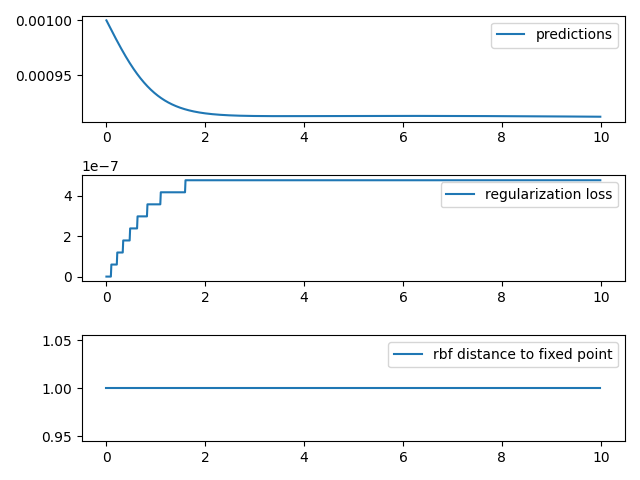 0.00100
0.00095
predictions
0 2 4 6 8 10
1e−7
4
2
0
regularization loss
0 2 4 6 8 10
1.05
1.00
0.95
rbf distance to fixed point
0 2 4 6 8 10